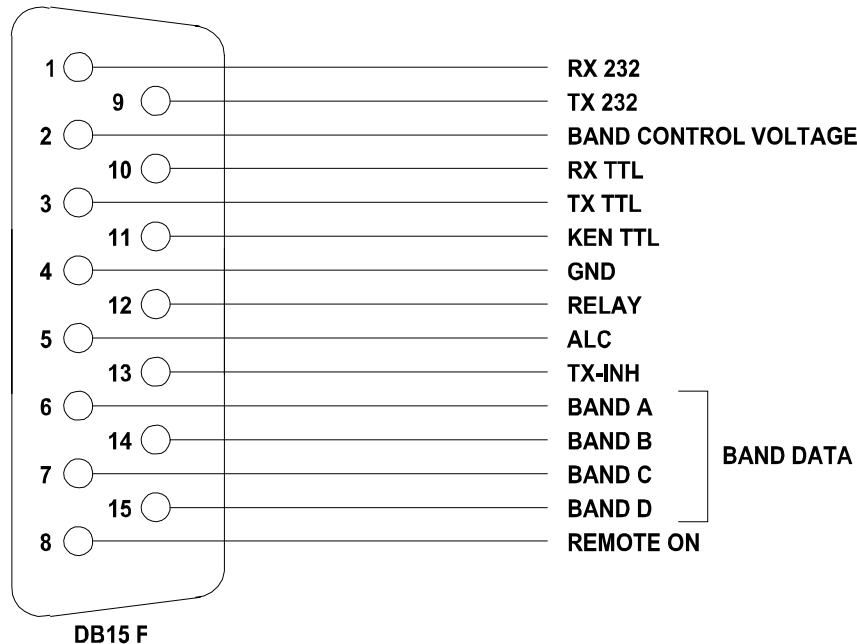 1 RX 232
9 TX 232
2 BAND CONTROL VOLTAGE
10 RX TTL
3 TX TTL
11 KEN TTL
4 GND
12 RELAY
5 ALC
13 TX-INH
6 BAND A
14 BAND B
BAND DATA
7 BAND C
15 BAND D
8 REMOTE ON
DB15 F